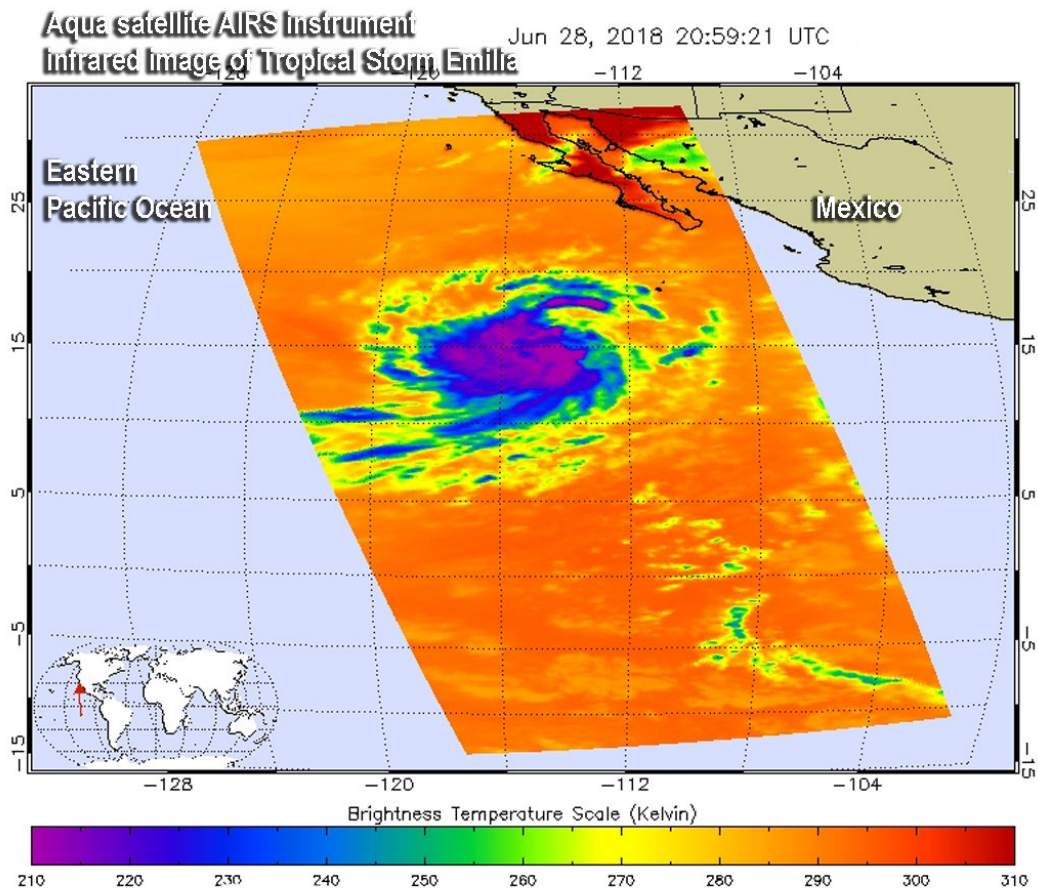 Aqua satellite AIRS Instrument
Infrared Image of Tropical Storm Emilia
Jun 28, 2018 20:59:21 UTC
-128 -120 -112 -104
Eastern
Pacific Ocean
Mexico
25 25
15 15
5 5
-5 -5
-15 -15
-128 -120 -112 -104
Brightness Temperature Scale (Kelvin)
210 220 230 240 250 260 270 280 290 300 310